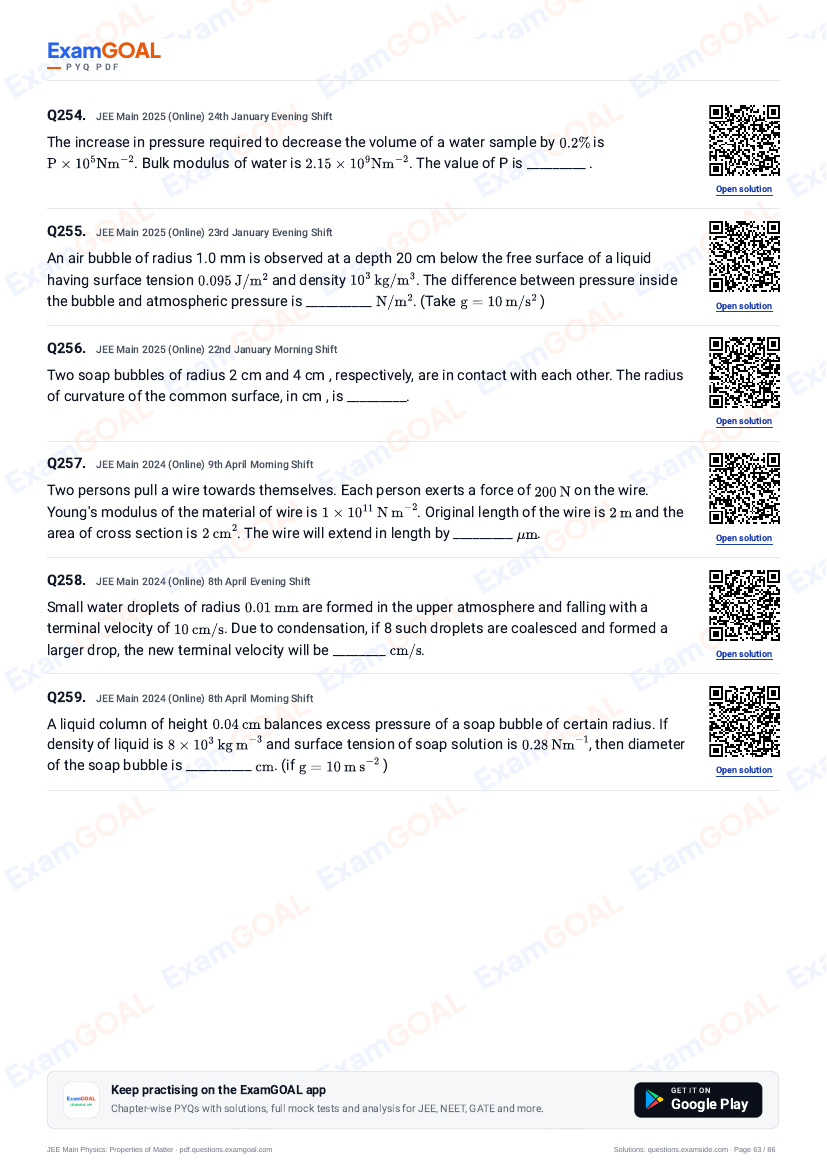 ExamGOAL
PYQ PDF
Q254. JEE Main 2025 (Online) 24th January Evening Shift
The increase in pressure required to decrease the volume of a water sample by 0.2% is
P × 10⁵Nm⁻². Bulk modulus of water is 2.15 × 10⁹Nm⁻². The value of P is ________ .
Open solution
Q255. JEE Main 2025 (Online) 23rd January Evening Shift
An air bubble of radius 1.0 mm is observed at a depth 20 cm below the free surface of a liquid
having surface tension 0.095 J/m² and density 10³ kg/m³. The difference between pressure inside
the bubble and atmospheric pressure is _________ N/m². (Take g = 10 m/s² )
Open solution
Q256. JEE Main 2025 (Online) 22nd January Morning Shift
Two soap bubbles of radius 2 cm and 4 cm , respectively, are in contact with each other. The radius
of curvature of the common surface, in cm , is ________.
Open solution
Q257. JEE Main 2024 (Online) 9th April Morning Shift
Two persons pull a wire towards themselves. Each person exerts a force of 200 N on the wire.
Young's modulus of the material of wire is 1 × 10¹¹ N m⁻². Original length of the wire is 2 m and the
area of cross section is 2 cm². The wire will extend in length by ________ μm.
Open solution
Q258. JEE Main 2024 (Online) 8th April Evening Shift
Small water droplets of radius 0.01 mm are formed in the upper atmosphere and falling with a
terminal velocity of 10 cm/s. Due to condensation, if 8 such droplets are coalesced and formed a
larger drop, the new terminal velocity will be _______ cm/s.
Open solution
Q259. JEE Main 2024 (Online) 8th April Morning Shift
A liquid column of height 0.04 cm balances excess pressure of a soap bubble of certain radius. If
density of liquid is 8 × 10³ kg m⁻³ and surface tension of soap solution is 0.28 Nm⁻¹, then diameter
of the soap bubble is _________ cm. (if g = 10 m s⁻² )
Open solution
ExamGOAL
Keep practising on the ExamGOAL app
Chapter-wise PYQs with solutions, full mock tests and analysis for JEE, NEET, GATE and more.
GET IT ON
Google Play
JEE Main Physics: Properties of Matter · pdf.questions.examgoal.com
Solutions: questions.examside.com · Page 63 / 86